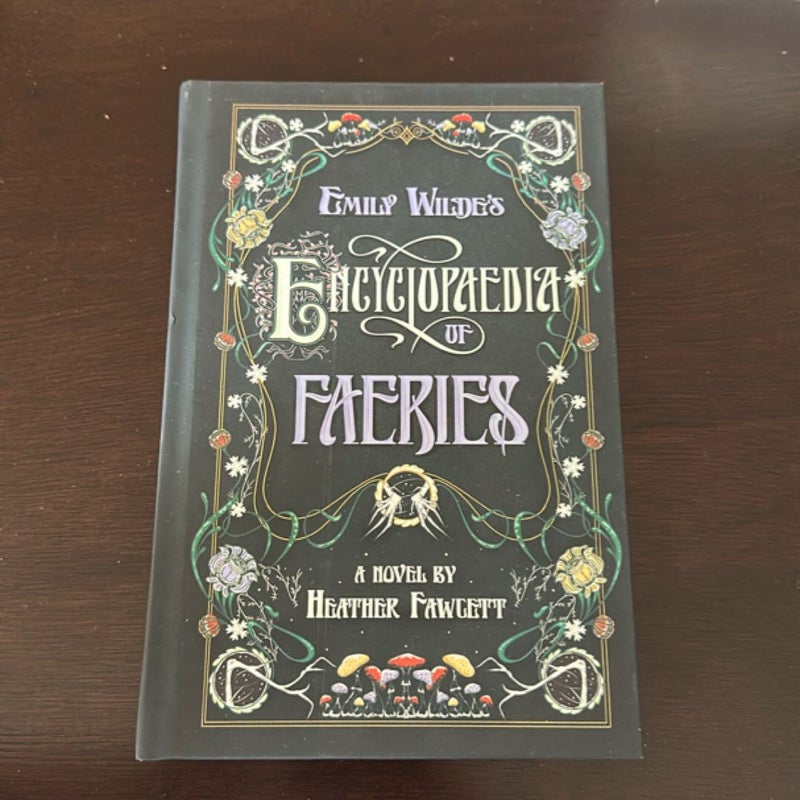 EMILY WILDE'S
ENCYCLOPAEDIA
OF
FAERIES
A NOVEL BY
HEATHER FAWCETT